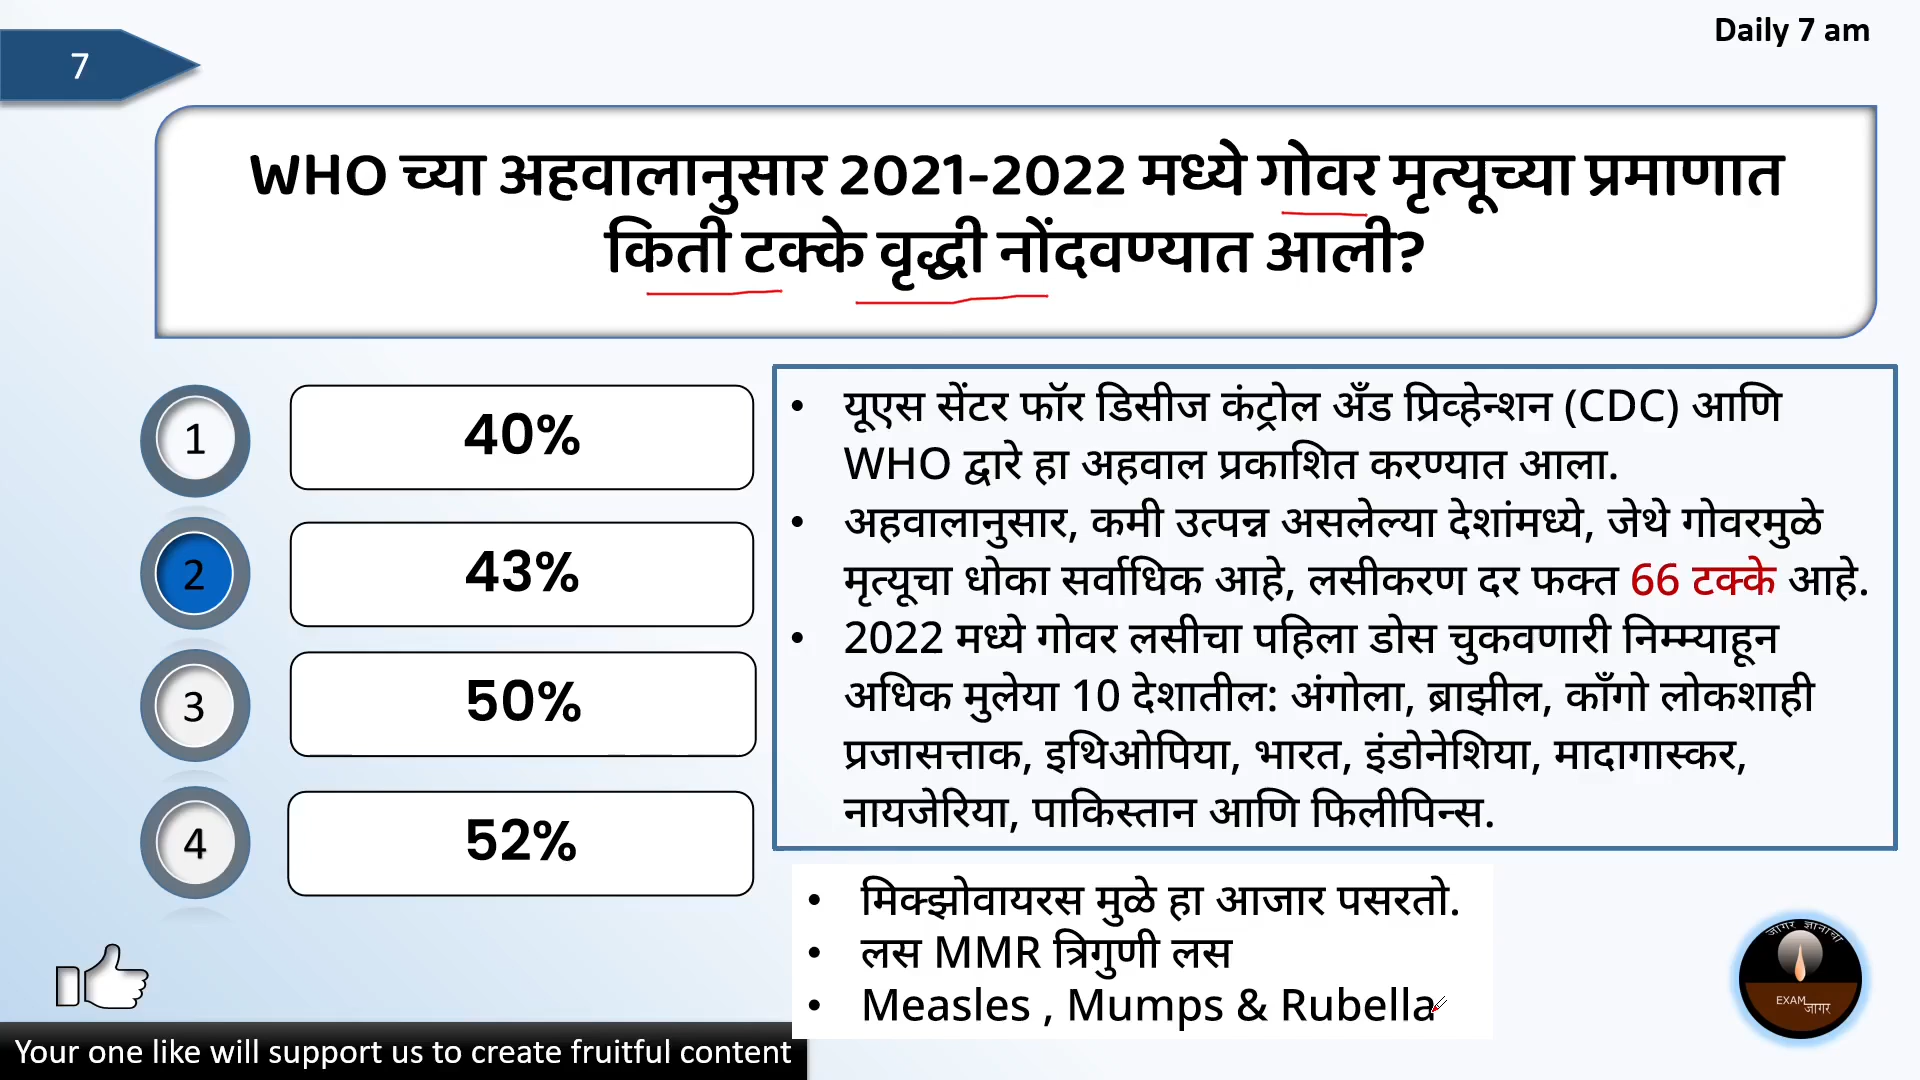 Daily 7 am
7
WHO च्या अहवालानुसार 2021-2022 मध्ये गोवर मृत्यूच्या प्रमाणात
किती टक्के वृद्धी नोंदवण्यात आली?
1 40%
2 43%
3 50%
4 52%
• यूएस सेंटर फॉर डिसीज कंट्रोल अँड प्रिव्हेन्शन (CDC) आणि
WHO द्वारे हा अहवाल प्रकाशित करण्यात आला.
• अहवालानुसार, कमी उत्पन्न असलेल्या देशांमध्ये, जेथे गोवरमुळे
मृत्यूचा धोका सर्वाधिक आहे, लसीकरण दर फक्त 66 टक्के आहे.
• 2022 मध्ये गोवर लसीचा पहिला डोस चुकवणारी निम्म्याहून
अधिक मुलेया 10 देशातील: अंगोला, ब्राझील, काँगो लोकशाही
प्रजासत्ताक, इथिओपिया, भारत, इंडोनेशिया, मादागास्कर,
नायजेरिया, पाकिस्तान आणि फिलीपिन्स.
• मिक्झोवायरस मुळे हा आजार पसरतो.
• लस MMR त्रिगुणी लस
• Measles , Mumps & Rubella
जागर ज्ञानाचा
EXAM
जागर
Your one like will support us to create fruitful content